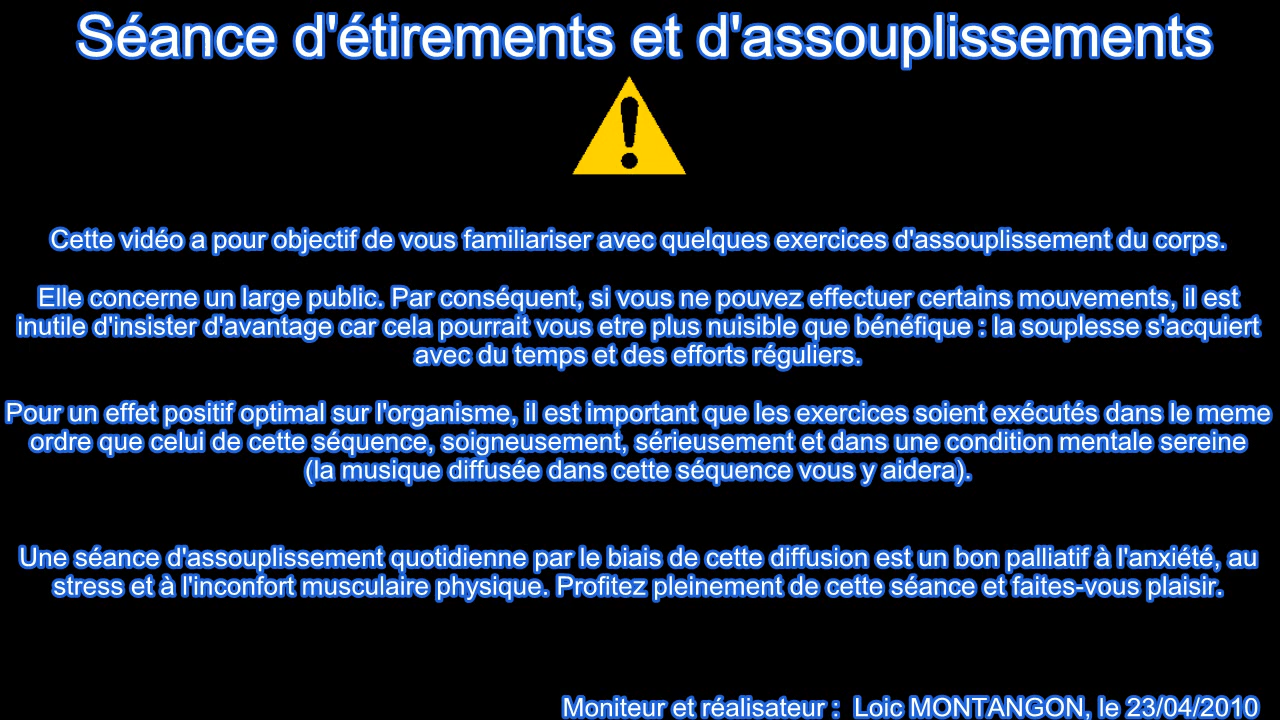 Séance d'étirements et d'assouplissements
Cette vidéo a pour objectif de vous familiariser avec quelques exercices d'assouplissement du corps.
Elle concerne un large public. Par conséquent, si vous ne pouvez effectuer certains mouvements, il est
inutile d'insister d'avantage car cela pourrait vous etre plus nuisible que bénéfique : la souplesse s'acquiert
avec du temps et des efforts réguliers.
Pour un effet positif optimal sur l'organisme, il est important que les exercices soient exécutés dans le meme
ordre que celui de cette séquence, soigneusement, sérieusement et dans une condition mentale sereine
(la musique diffusée dans cette séquence vous y aidera).
Une séance d'assouplissement quotidienne par le biais de cette diffusion est un bon palliatif à l'anxiété, au
stress et à l'inconfort musculaire physique. Profitez pleinement de cette séance et faites-vous plaisir.
Moniteur et réalisateur : Loic MONTANGON, le 23/04/2010